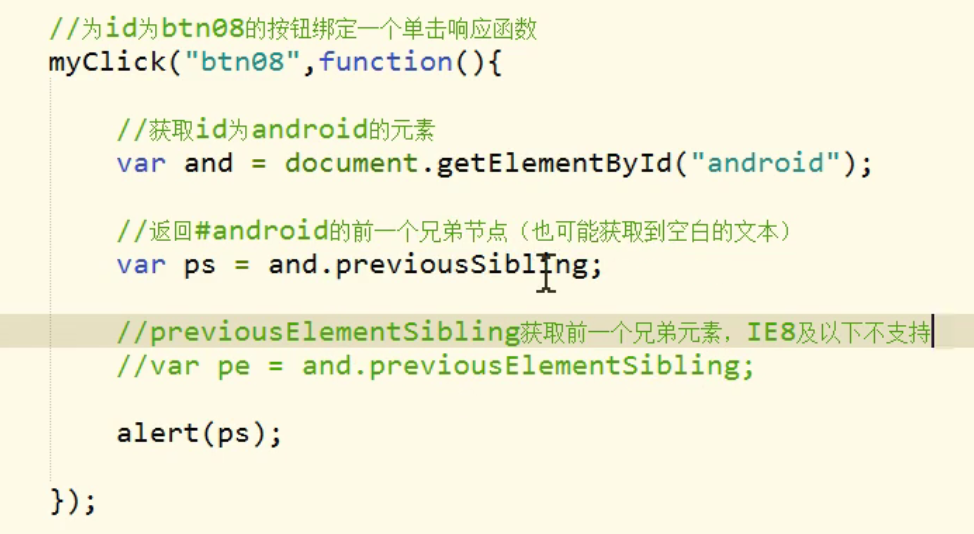 //为id为btn08的按钮绑定一个单击响应函数
myClick("btn08",function(){
//获取id为android的元素
var and = document.getElementById("android");
//返回#android的前一个兄弟节点（也可能获取到空白的文本）
var ps = and.previousSibling;
//previousElementSibling获取前一个兄弟元素，IE8及以下不支持
//var pe = and.previousElementSibling;
alert(ps);
});